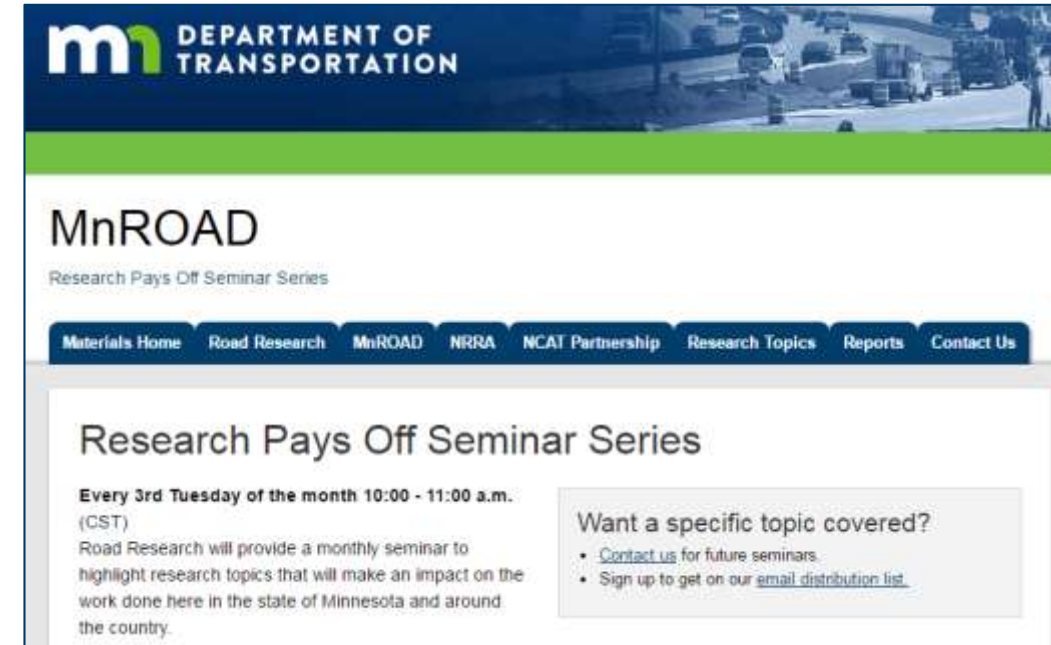 mn DEPARTMENT OF
TRANSPORTATION
MnROAD
Research Pays Off Seminar Series
Materials Home Road Research MnROAD NRRA NCAT Partnership Research Topics Reports Contact Us
Research Pays Off Seminar Series
Every 3rd Tuesday of the month 10:00 - 11:00 a.m.
(CST)
Road Research will provide a monthly seminar to
highlight research topics that will make an impact on the
work done here in the state of Minnesota and around
the country.
Want a specific topic covered?
• Contact us for future seminars.
• Sign up to get on our email distribution list.